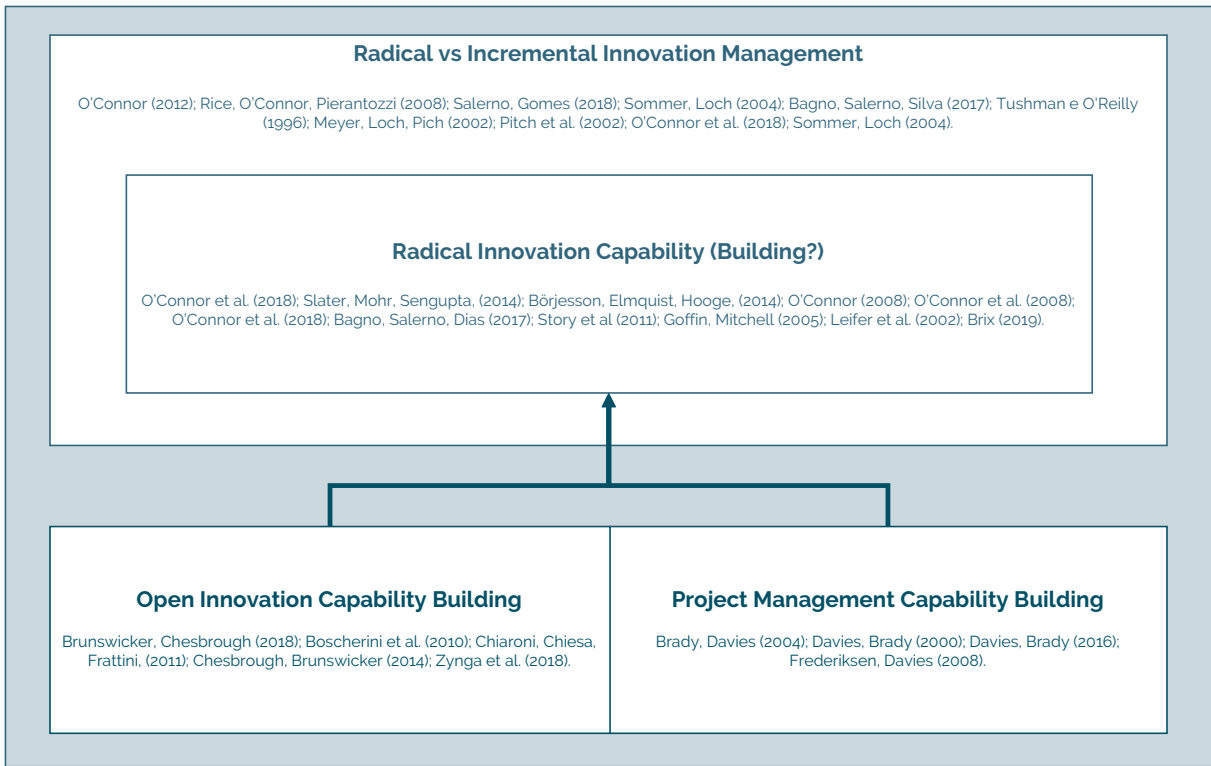 Radical vs Incremental Innovation Management
O’Connor (2012); Rice, O’Connor, Pierantozzi (2008); Salerno, Gomes (2018); Sommer, Loch (2004); Bagno, Salerno, Silva (2017); Tushman e O’Reilly
(1996); Meyer, Loch, Pich (2002); Pitch et al. (2002); O’Connor et al. (2018); Sommer, Loch (2004).
Radical Innovation Capability (Building?)
O’Connor et al. (2018); Slater, Mohr, Sengupta, (2014); Börjesson, Elmquist, Hooge, (2014); O’Connor (2008); O’Connor et al. (2008);
O’Connor et al. (2018); Bagno, Salerno, Dias (2017); Story et al (2011); Goffin, Mitchell (2005); Leifer et al. (2002); Brix (2019).
Open Innovation Capability Building
Brunswicker, Chesbrough (2018); Boscherini et al. (2010); Chiaroni, Chiesa,
Frattini, (2011); Chesbrough, Brunswicker (2014); Zynga et al. (2018).
Project Management Capability Building
Brady, Davies (2004); Davies, Brady (2000); Davies, Brady (2016);
Frederiksen, Davies (2008).